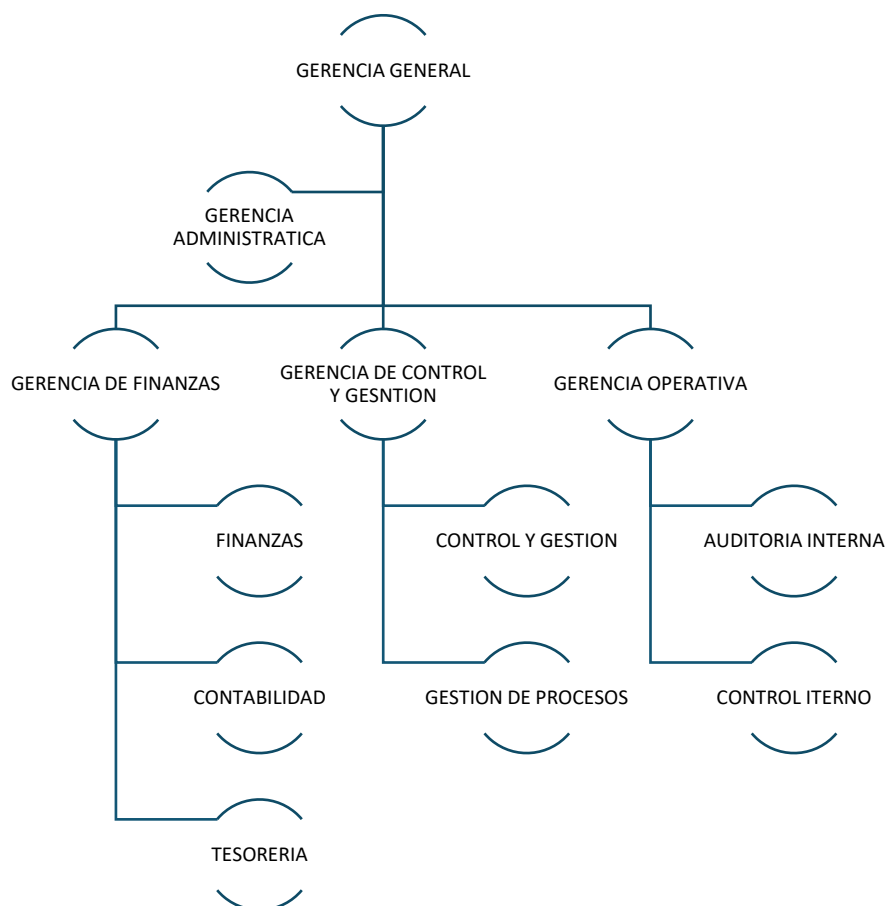 GERENCIA GENERAL
GERENCIA
ADMINISTRATICA
GERENCIA DE FINANZAS
GERENCIA DE CONTROL
Y GESNTION
GERENCIA OPERATIVA
FINANZAS
CONTROL Y GESTION
AUDITORIA INTERNA
CONTABILIDAD
GESTION DE PROCESOS
CONTROL ITERNO
TESORERIA